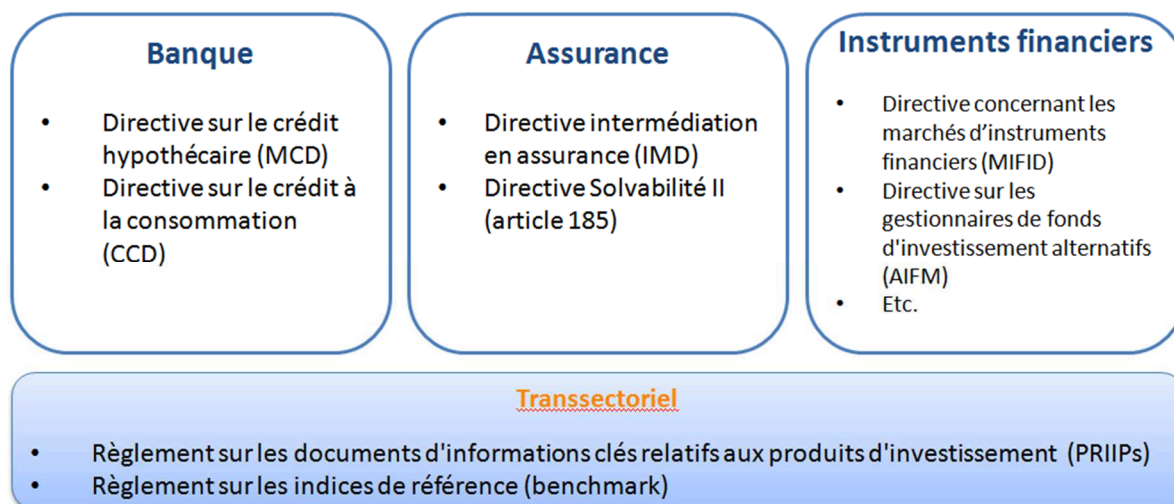 Banque
• Directive sur le crédit
hypothécaire (MCD)
• Directive sur le crédit à
la consommation
(CCD)
Assurance
• Directive intermédiation
en assurance (IMD)
• Directive Solvabilité II
(article 185)
Instruments financiers
• Directive concernant les
marchés d’instruments
financiers (MIFID)
• Directive sur les
gestionnaires de fonds
d'investissement alternatifs
(AIFM)
• Etc.
Transsectoriel
• Règlement sur les documents d'informations clés relatifs aux produits d'investissement (PRIIPs)
• Règlement sur les indices de référence (benchmark)